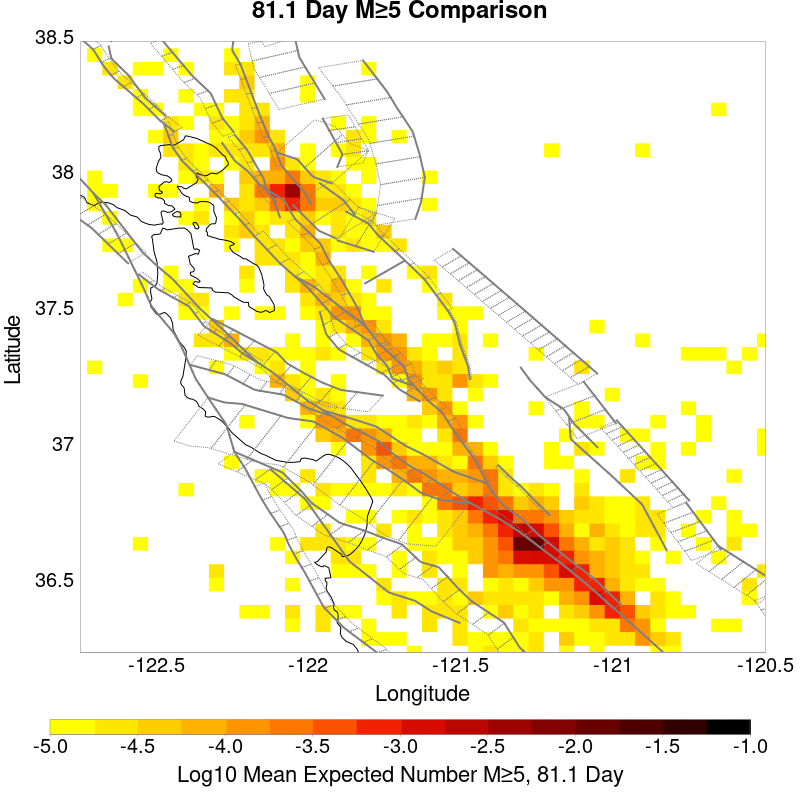 81.1 Day M≥5 Comparison
38.5
38
37.5
37
36.5
Latitude
-122.5 -122 -121.5 -121 -120.5
Longitude
-5.0 -4.5 -4.0 -3.5 -3.0 -2.5 -2.0 -1.5 -1.0
Log10 Mean Expected Number M≥5, 81.1 Day